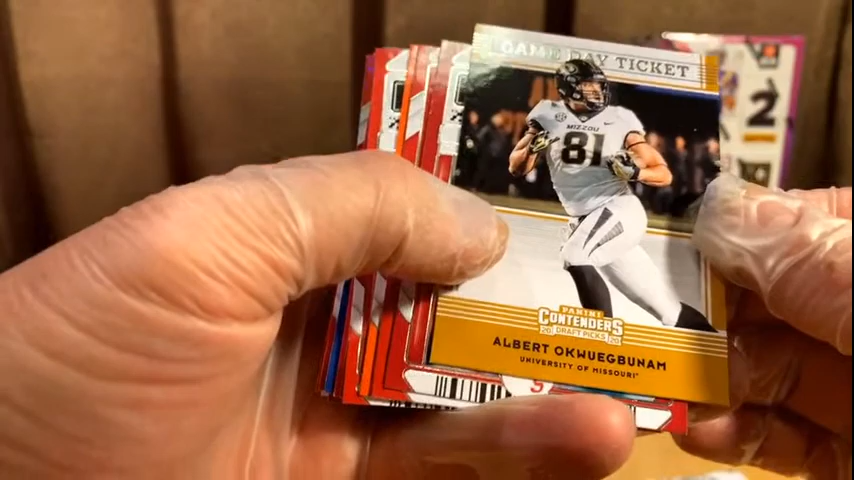 GAME DAY TICKET
MIZZOU
81
2
PANINI
CONTENDERS
20 DRAFT PICKS 20
ALBERT OKWUEGBUNAM
UNIVERSITY OF MISSOURI